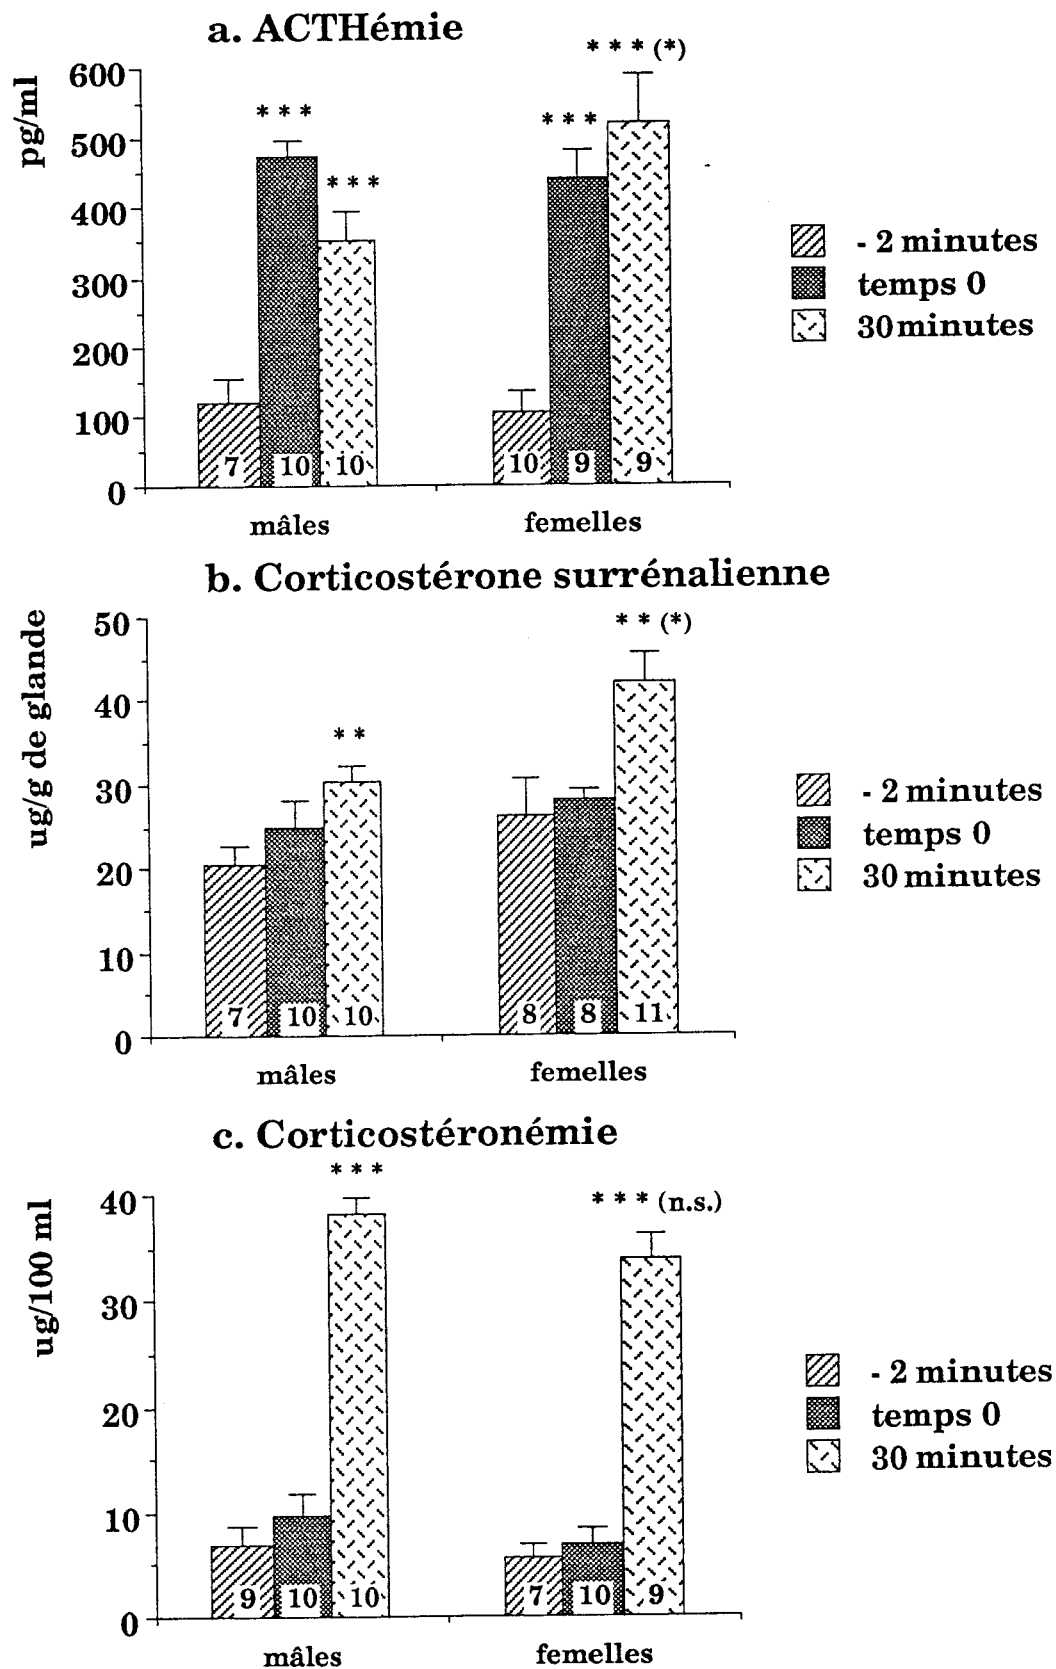 a. ACTHémie
* * * (*)
pg/ml
600
500
400
300
200
100
0
* * *
* * *
* * *
7
10
10
10
9
9
mâles
femelles
- 2 minutes
temps 0
30 minutes
b. Corticostérone surrénalienne
ug/g de glande
50
40
30
20
10
0
* *
* * (*)
7
10
10
8
8
11
mâles
femelles
- 2 minutes
temps 0
30 minutes
c. Corticostéronémie
ug/100 ml
40
30
20
10
0
* * *
* * * (n.s.)
9
10
10
7
10
9
mâles
femelles
- 2 minutes
temps 0
30 minutes